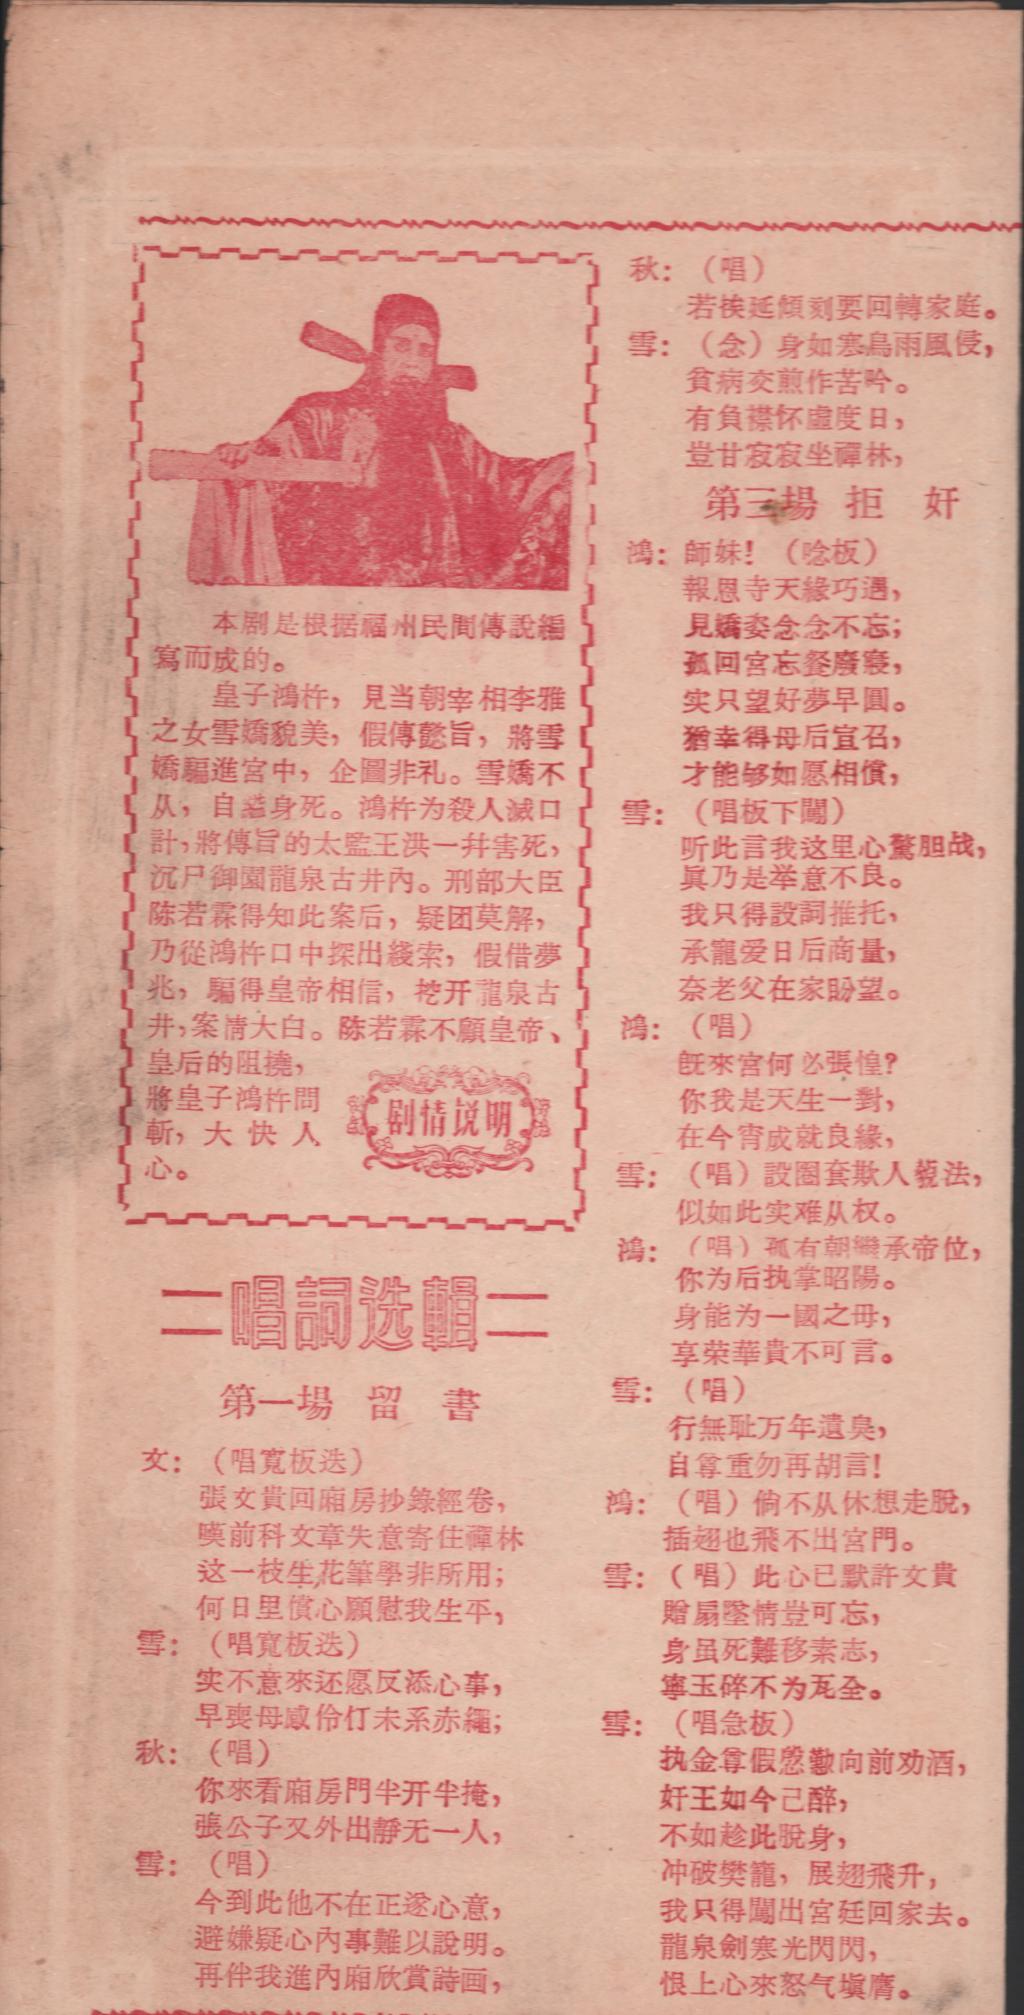 本剧是根据福州民間傳說編
寫而成的。
皇子鴻杵，見当朝宰相李雅
之女雪嬌貌美，假傳懿旨，將雪
嬌騙進宮中，企圖非礼。雪嬌不
从，自盡身死。鴻杵为殺人滅口
計，將傳旨的太監王洪一幷害死，
沉尸御園龍泉古井內。刑部大臣
陈若霖得知此案后，疑团莫解，
乃從鴻杵口中探出綫索，假借夢
兆，騙得皇帝相信，挖开龍泉古
井，案情大白。陈若霖不顧皇帝、
皇后的阻撓，
將皇子鴻杵問
斬，大快人
心。
剧情説明
唱詞选輯
第一場 留 書
文：（唱寬板迭）
張文貴回廂房抄錄經卷，
嘆前科文章失意寄住禪林
这一枝生花筆學非所用；
何日里償心願慰我生平，
雪：（唱寬板迭）
实不意來还愿反添心事，
早喪母感伶仃未系赤繩；
秋：（唱）
你來看廂房門半开半掩，
張公子又外出靜无一人，
雪：（唱）
今到此他不在正遂心意，
避嫌疑心內事難以說明。
再伴我進內廂欣賞詩画，
秋：（唱）
若挨延傾刻要回轉家庭。
雪：（念）身如寒鳥雨風侵，
貧病交煎作苦吟。
有負襟怀虛度日，
豈甘寂寂坐禪林，
第三場 拒 奸
鴻：師妹！（唸板）
報恩寺天緣巧遇，
見嬌姿念念不忘；
孤回宮忘餐廢寢，
实只望好夢早圓。
猶幸得母后宣召，
才能够如愿相償，
雪：（唱板下闖）
听此言我这里心驚胆战，
眞乃是举意不良。
我只得設詞推托，
承寵爱日后商量，
奈老父在家盼望。
鴻：（唱）
旣來宮何必張惶？
你我是天生一對，
在今宵成就良緣，
雪：（唱）設圈套欺人藐法，
似如此实难从权。
鴻：（唱）孤有朝繼承帝位，
你为后执掌昭陽。
身能为一國之毋，
享荣華貴不可言。
雪：（唱）
行無耻万年遺臭，
自尊重勿再胡言！
鴻：（唱）倘不从休想走脫，
插翅也飛不出宮門。
雪：（唱）此心已默許文貴
贈扇墜情豈可忘，
身虽死難移素志，
寧玉碎不为瓦全。
雪：（唱急板）
执金尊假慇懃向前劝酒，
奸王如今己醉，
不如趁此脫身，
冲破樊籠，展翅飛升，
我只得闖出宮廷回家去。
龍泉劍寒光閃閃，
恨上心來怒气塡膺。